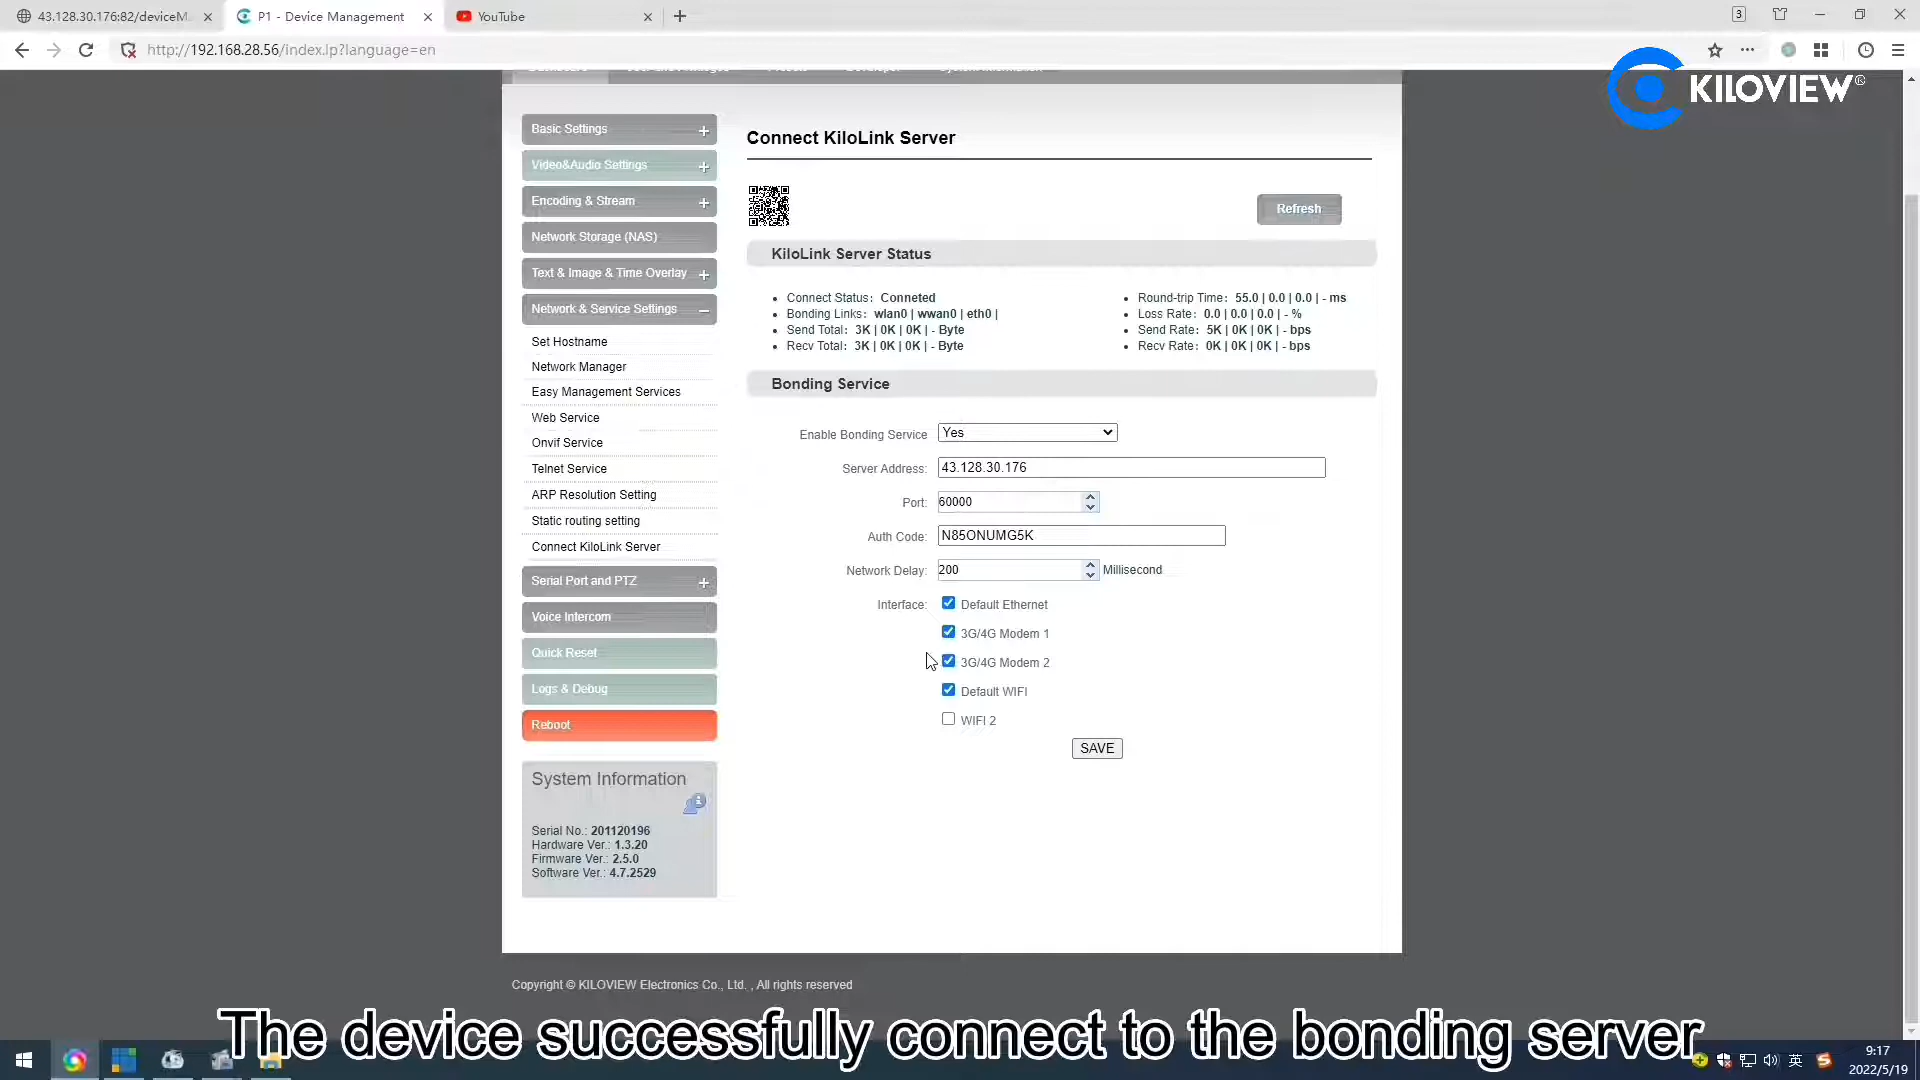 43.128.30.176:82/deviceM
P1 - Device Management
YouTube
3
http://192.168.28.56/index.lp?language=en
KILOVIEW®
Basic Settings
Video&Audio Settings
Encoding & Stream
Network Storage (NAS)
Text & Image & Time Overlay
Network & Service Settings
Set Hostname
Network Manager
Easy Management Services
Web Service
Onvif Service
Telnet Service
ARP Resolution Setting
Static routing setting
Connect KiloLink Server
Serial Port and PTZ
Voice Intercom
Quick Reset
Logs & Debug
Reboot
System Information
Serial No.: 201120196
Hardware Ver.: 1.3.20
Firmware Ver.: 2.5.0
Software Ver.: 4.7.2529
Connect KiloLink Server
Refresh
KiloLink Server Status
Connect Status: Conneted
Bonding Links: wlan0 | wwan0 | eth0 |
Send Total: 3K | 0K | 0K | - Byte
Recv Total: 3K | 0K | 0K | - Byte
Round-trip Time: 55.0 | 0.0 | 0.0 | - ms
Loss Rate: 0.0 | 0.0 | 0.0 | - %
Send Rate: 5K | 0K | 0K | - bps
Recv Rate: 0K | 0K | 0K | - bps
Bonding Service
Enable Bonding Service Yes
Server Address: 43.128.30.176
Port: 60000
Auth Code: N85ONUMG5K
Network Delay: 200 Millisecond
Interface: Default Ethernet
3G/4G Modem 1
3G/4G Modem 2
Default WIFI
WIFI 2
SAVE
Copyright © KILOVIEW Electronics Co., Ltd. , All rights reserved
The device successfully connect to the bonding server
英
9:17
2022/5/19